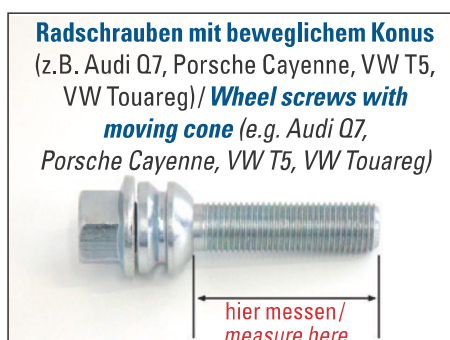 Radschrauben mit beweglichem Konus
(z.B. Audi Q7, Porsche Cayenne, VW T5,
VW Touareg)/Wheel screws with
moving cone (e.g. Audi Q7,
Porsche Cayenne, VW T5, VW Touareg)
hier messen/
measure here